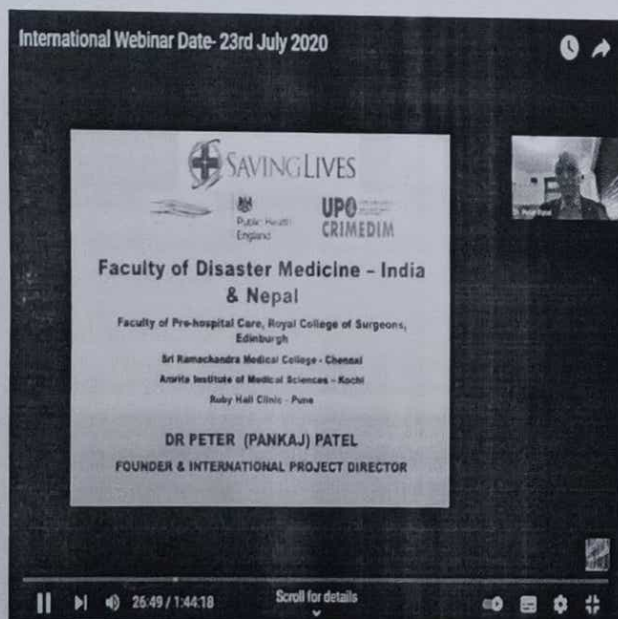 International Webinar Date- 23rd July 2020
SAVING LIVES
Public Health
England
UPO
CRIMEDIM
Faculty of Disaster Medicine – India
& Nepal
Faculty of Pre-hospital Care, Royal College of Surgeons,
Edinburgh
Sri Ramachandra Medical College - Chennai
Amrita Institute of Medical Sciences – Kochi
Ruby Hall Clinic - Pune
DR PETER (PANKAJ) PATEL
FOUNDER & INTERNATIONAL PROJECT DIRECTOR
26:49 / 1:44:18
Scroll for details